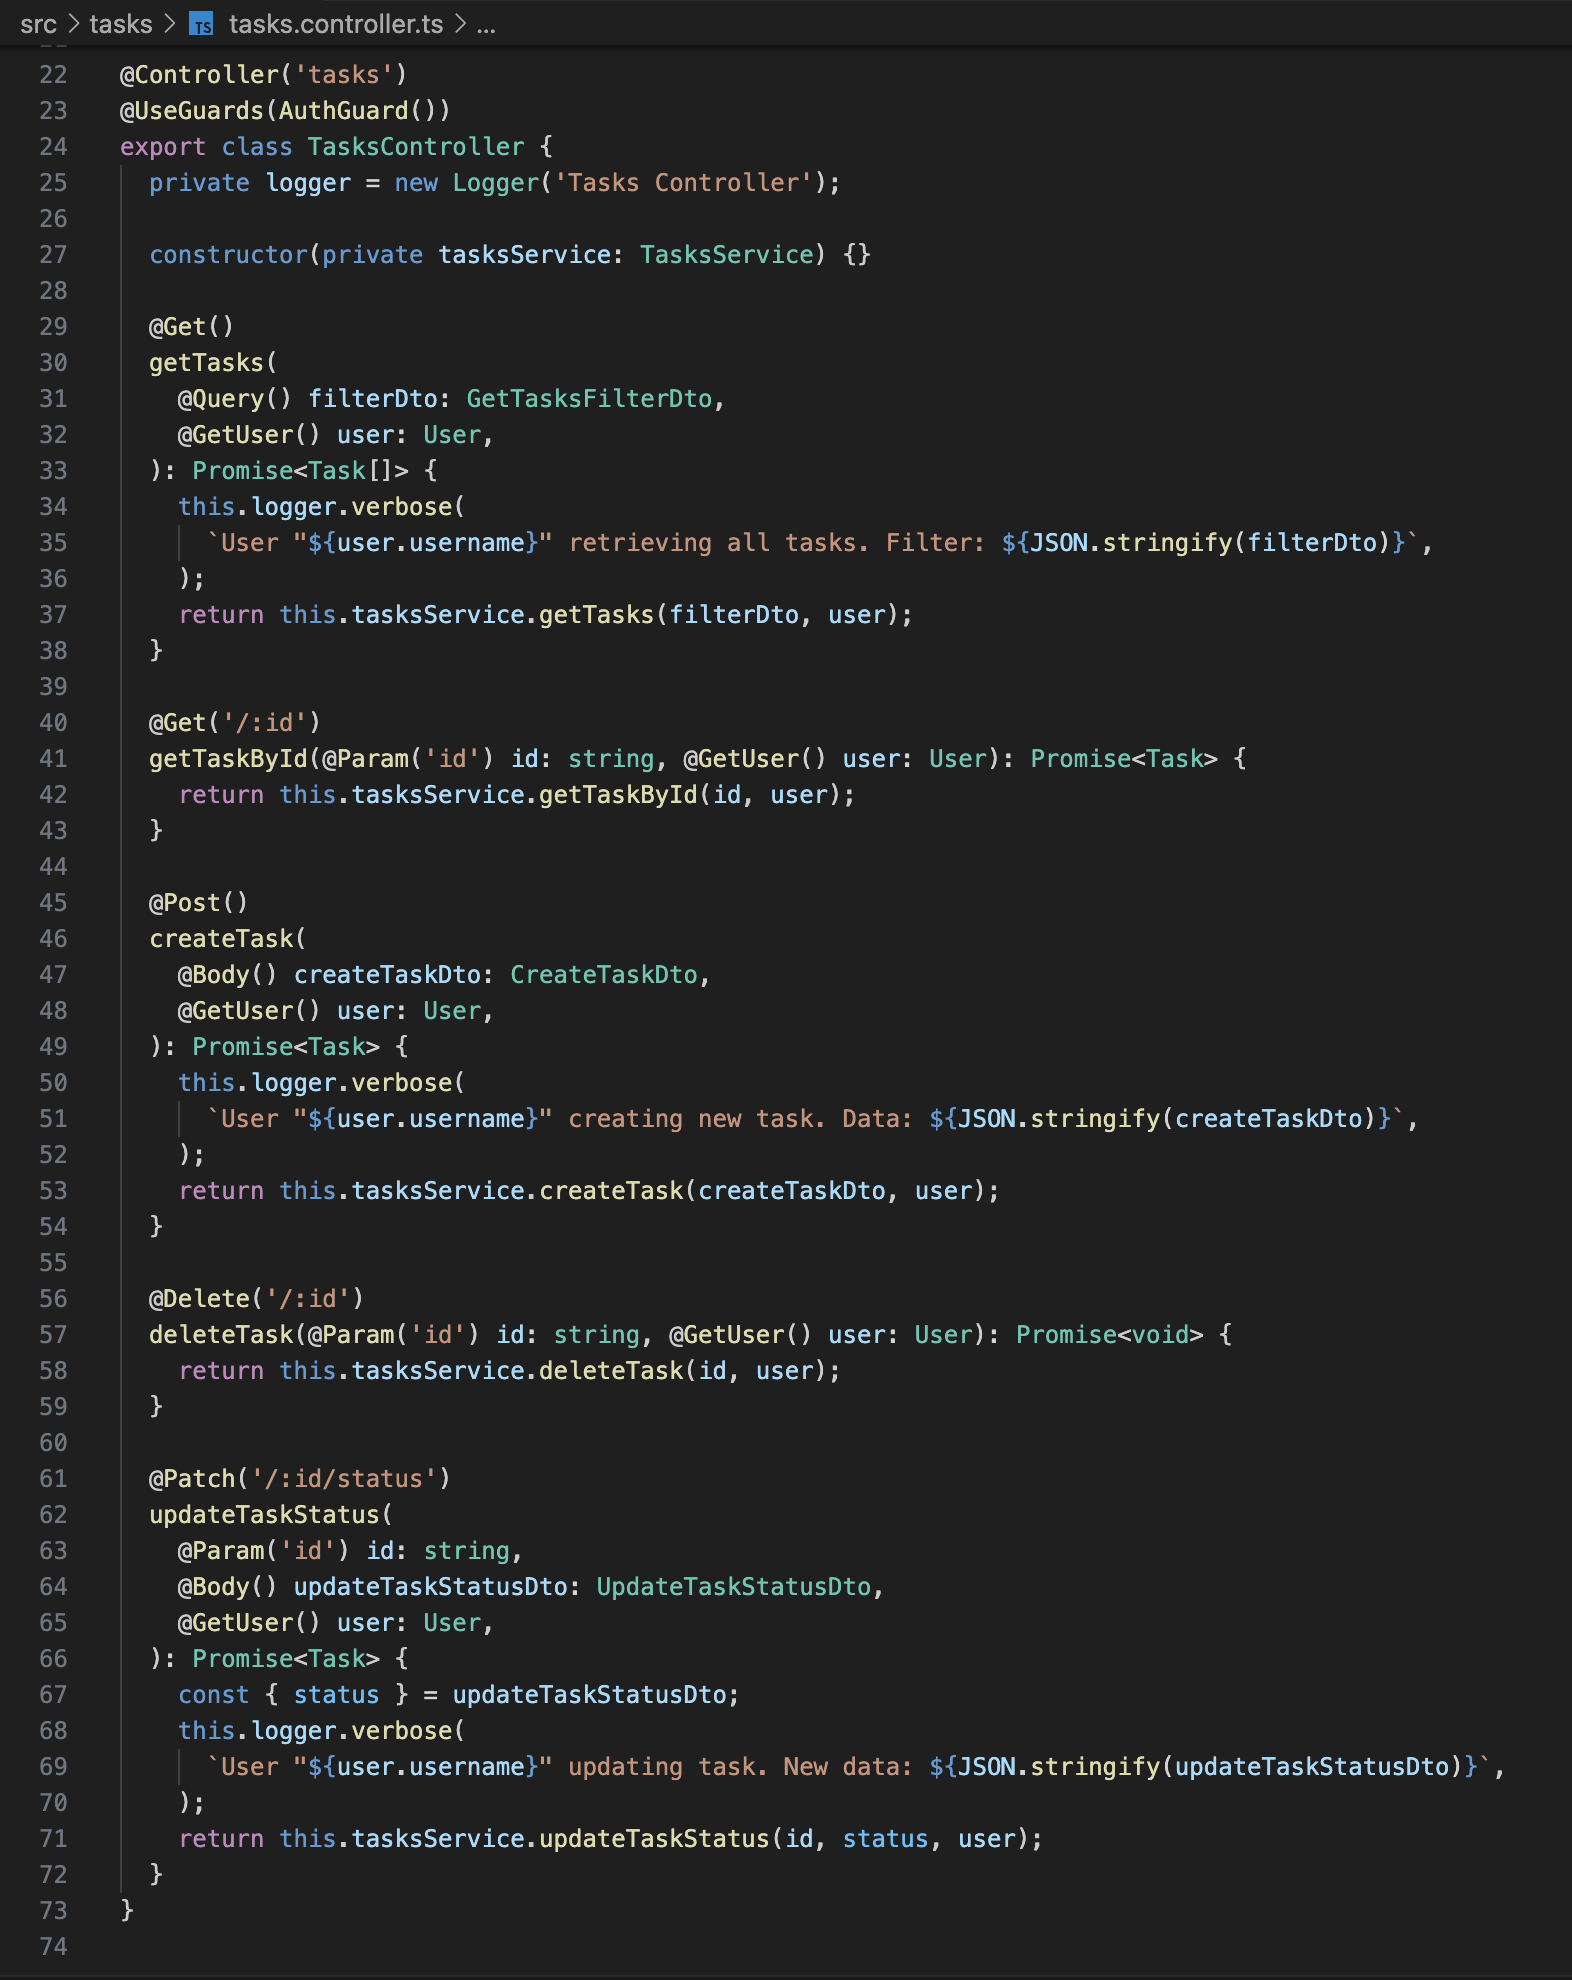 src > tasks > TS tasks.controller.ts > ...
22 @Controller('tasks')
23 @UseGuards(AuthGuard())
24 export class TasksController {
25   private logger = new Logger('Tasks Controller');
26
27   constructor(private tasksService: TasksService) {}
28
29   @Get()
30   getTasks(
31     @Query() filterDto: GetTasksFilterDto,
32     @GetUser() user: User,
33   ): Promise<Task[]> {
34     this.logger.verbose(
35       `User "${user.username}" retrieving all tasks. Filter: ${JSON.stringify(filterDto)}`,
36     );
37     return this.tasksService.getTasks(filterDto, user);
38   }
39
40   @Get('/:id')
41   getTaskById(@Param('id') id: string, @GetUser() user: User): Promise<Task> {
42     return this.tasksService.getTaskById(id, user);
43   }
44
45   @Post()
46   createTask(
47     @Body() createTaskDto: CreateTaskDto,
48     @GetUser() user: User,
49   ): Promise<Task> {
50     this.logger.verbose(
51       `User "${user.username}" creating new task. Data: ${JSON.stringify(createTaskDto)}`,
52     );
53     return this.tasksService.createTask(createTaskDto, user);
54   }
55
56   @Delete('/:id')
57   deleteTask(@Param('id') id: string, @GetUser() user: User): Promise<void> {
58     return this.tasksService.deleteTask(id, user);
59   }
60
61   @Patch('/:id/status')
62   updateTaskStatus(
63     @Param('id') id: string,
64     @Body() updateTaskStatusDto: UpdateTaskStatusDto,
65     @GetUser() user: User,
66   ): Promise<Task> {
67     const { status } = updateTaskStatusDto;
68     this.logger.verbose(
69       `User "${user.username}" updating task. New data: ${JSON.stringify(updateTaskStatusDto)}`,
70     );
71     return this.tasksService.updateTaskStatus(id, status, user);
72   }
73 }
74